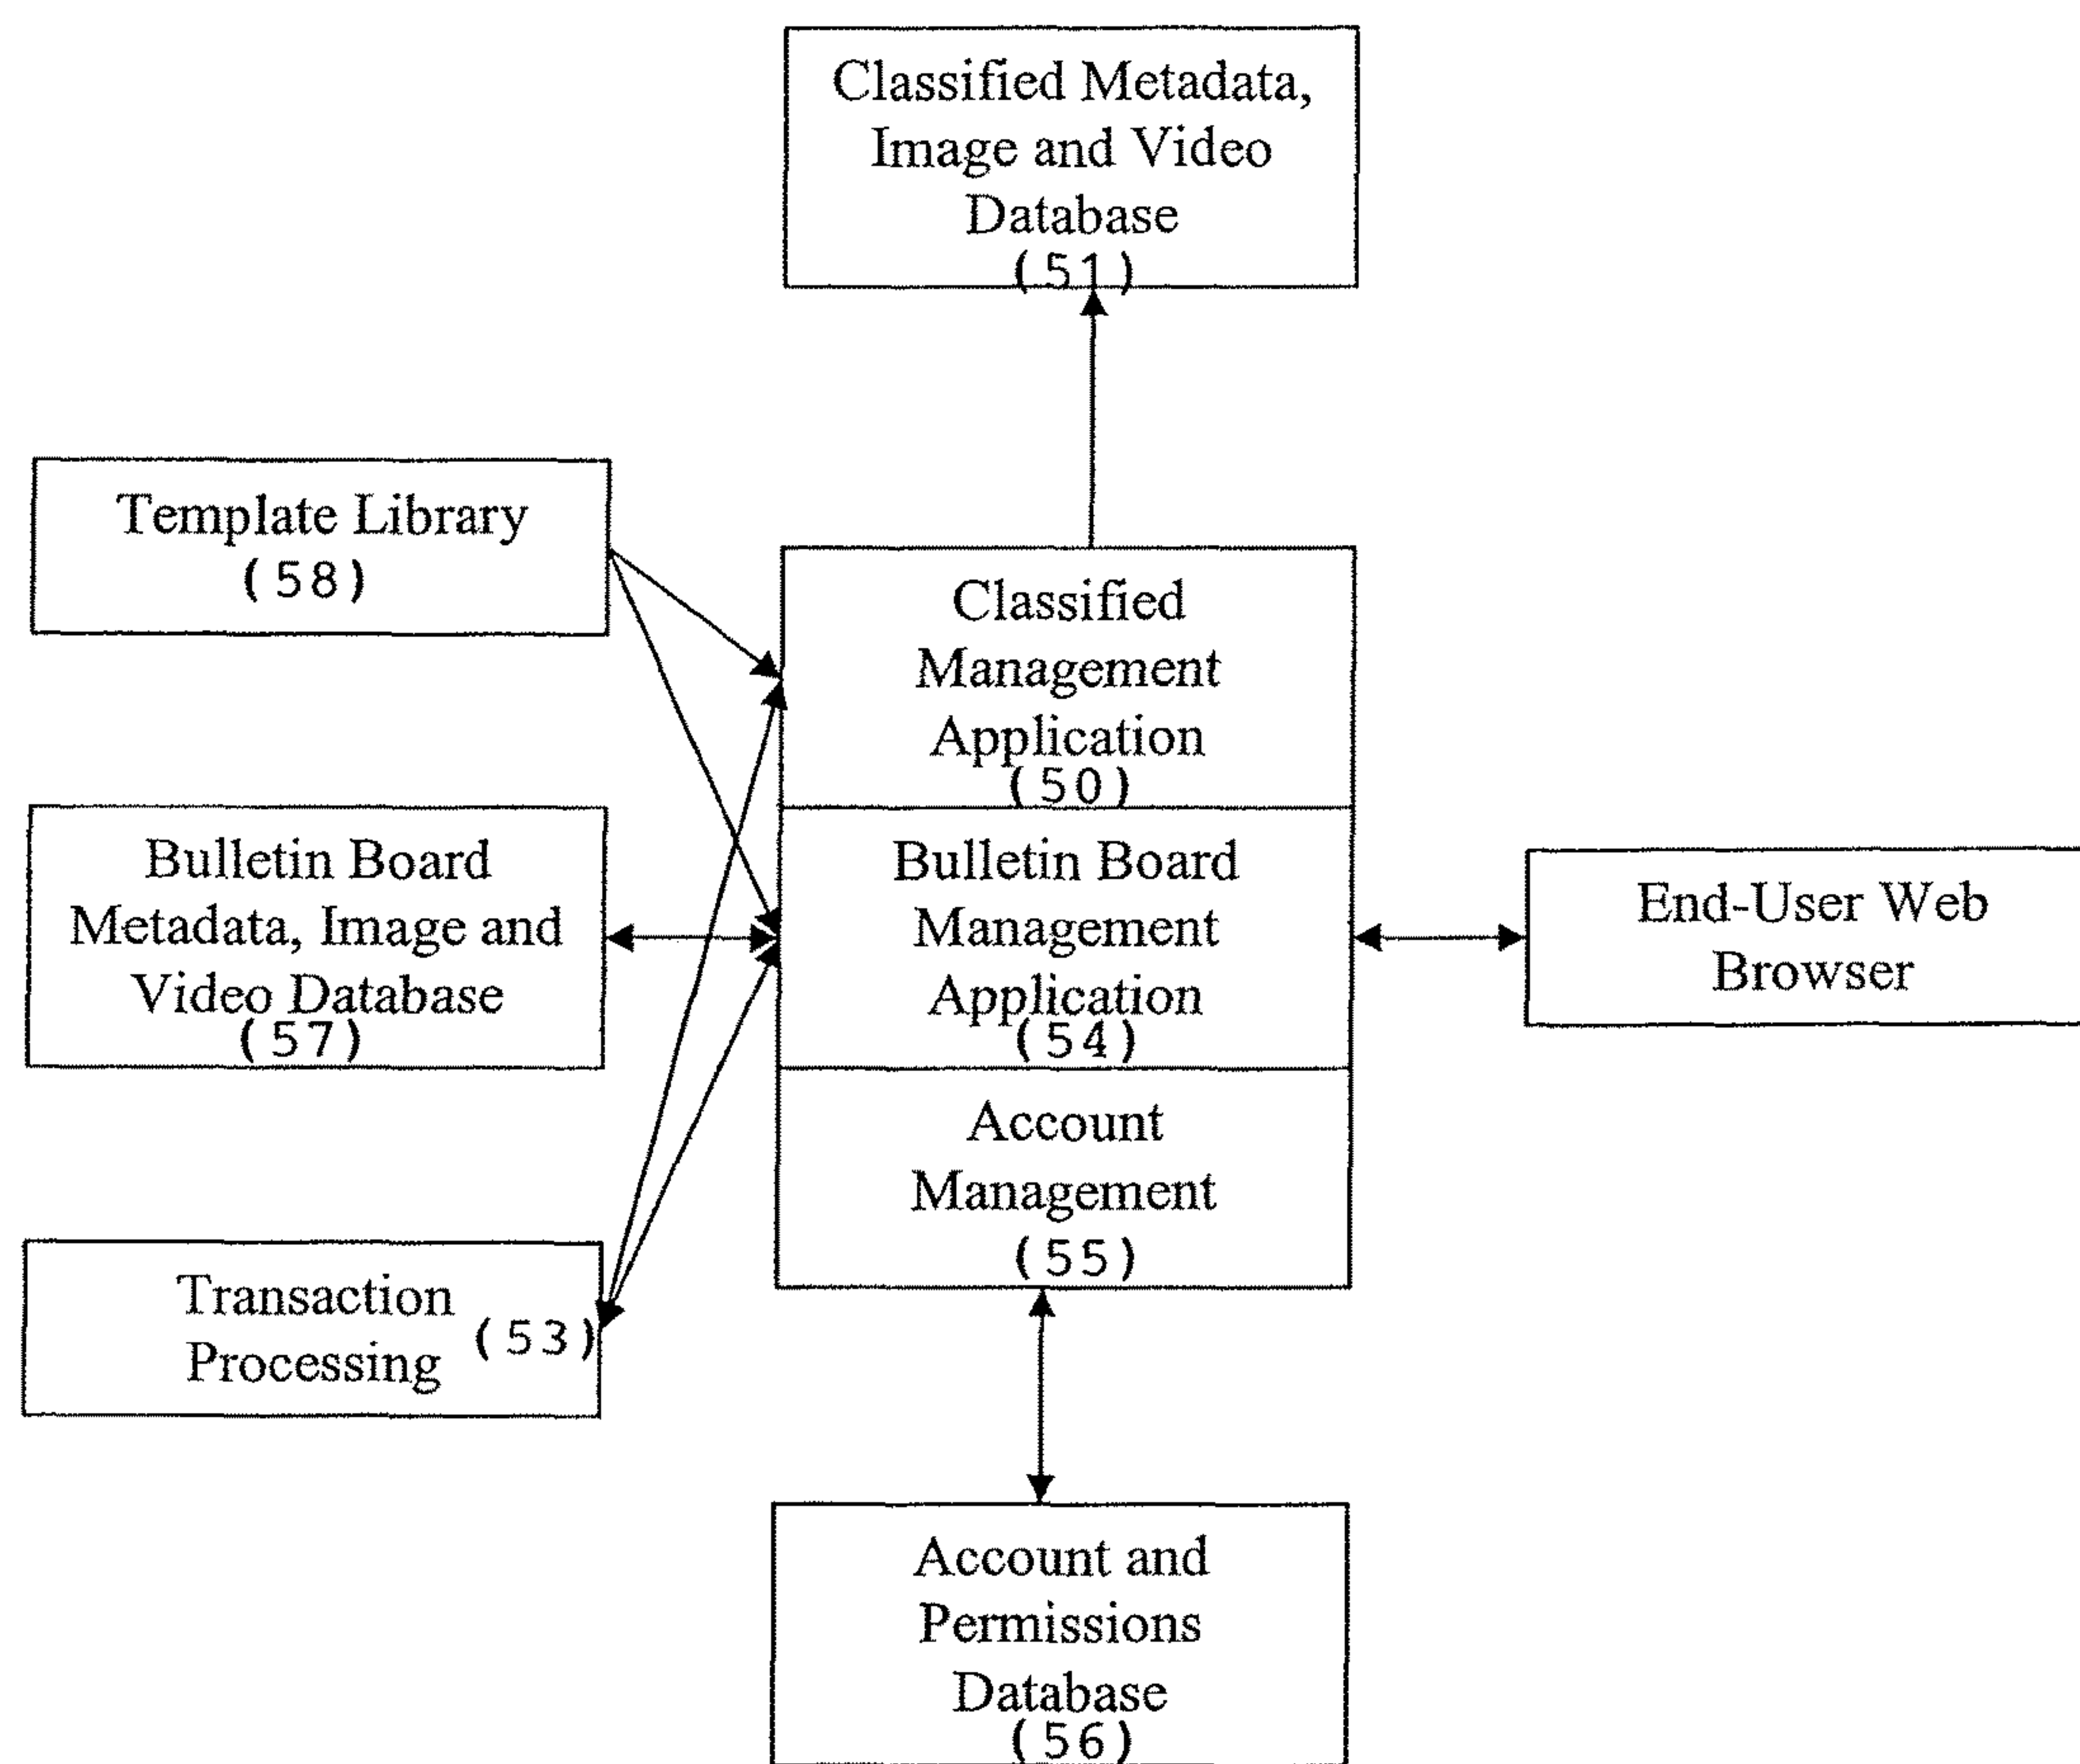 Classified Metadata,
Image and Video
Database
(51)
Template Library
(58)
Classified
Management
Application
(50)
Bulletin Board
Metadata, Image and
Video Database
(57)
Bulletin Board
Management
Application
(54)
End-User Web
Browser
Account
Management
(55)
Transaction
Processing (53)
Account and
Permissions
Database
(56)